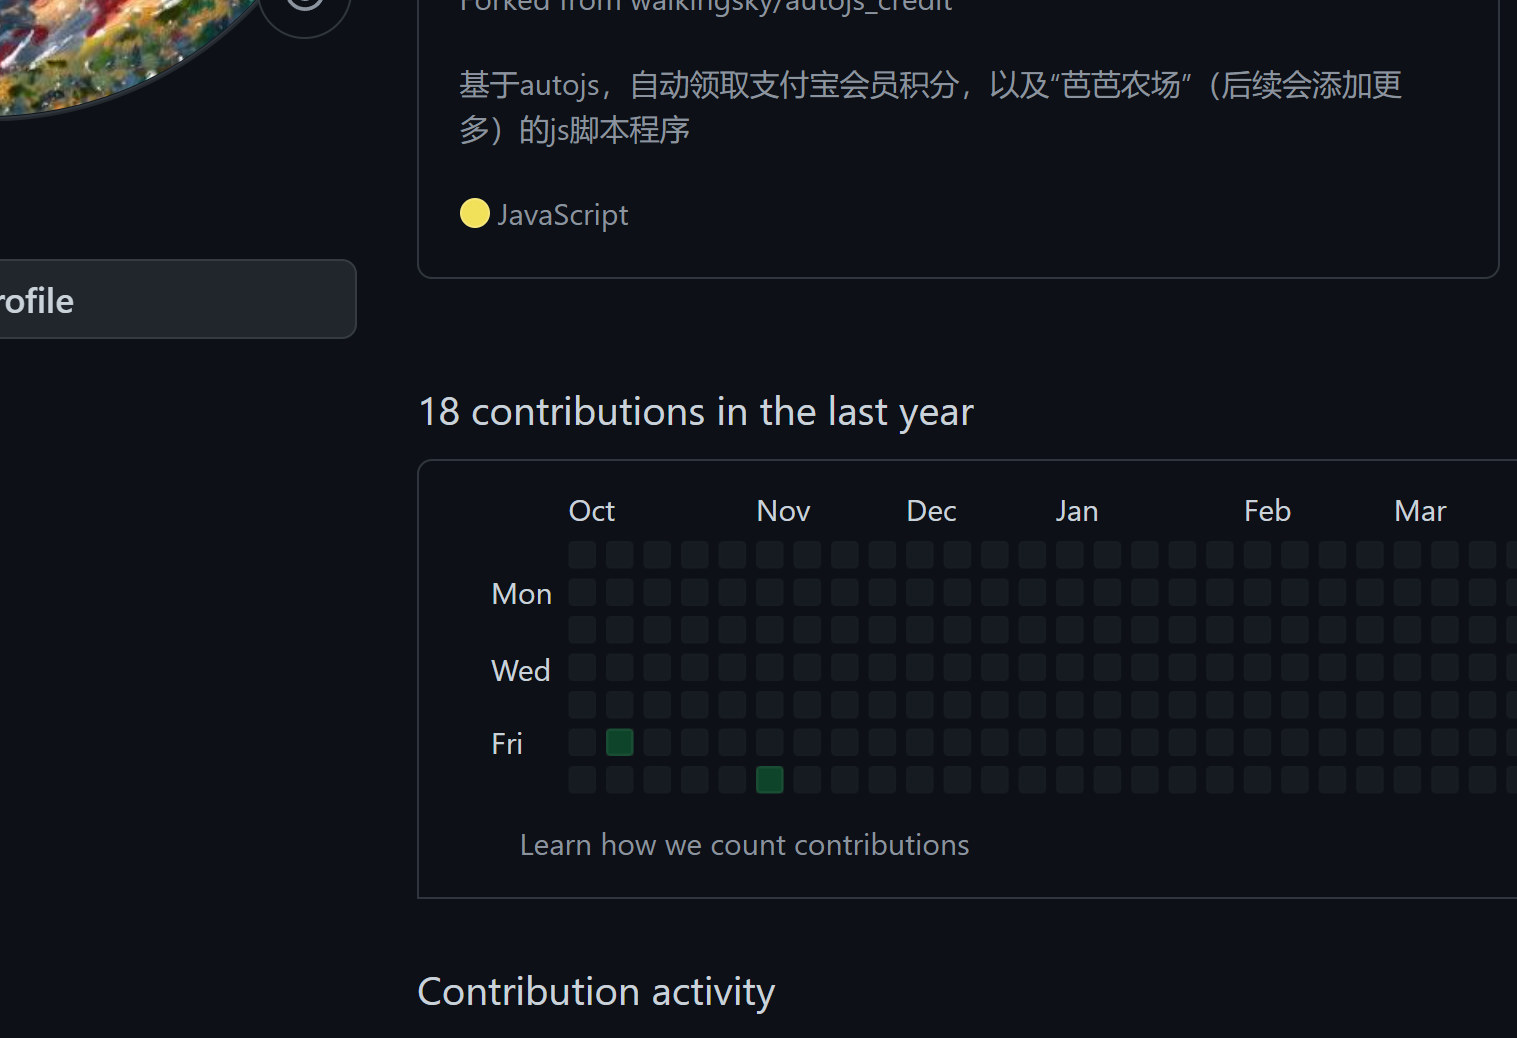 Forked from walkingsky/autojs_credit
基于autojs，自动领取支付宝会员积分，以及“芭芭农场”（后续会添加更
多）的js脚本程序
JavaScript
rofile
18 contributions in the last year
Oct Nov Dec Jan Feb Mar
Mon
Wed
Fri
Learn how we count contributions
Contribution activity